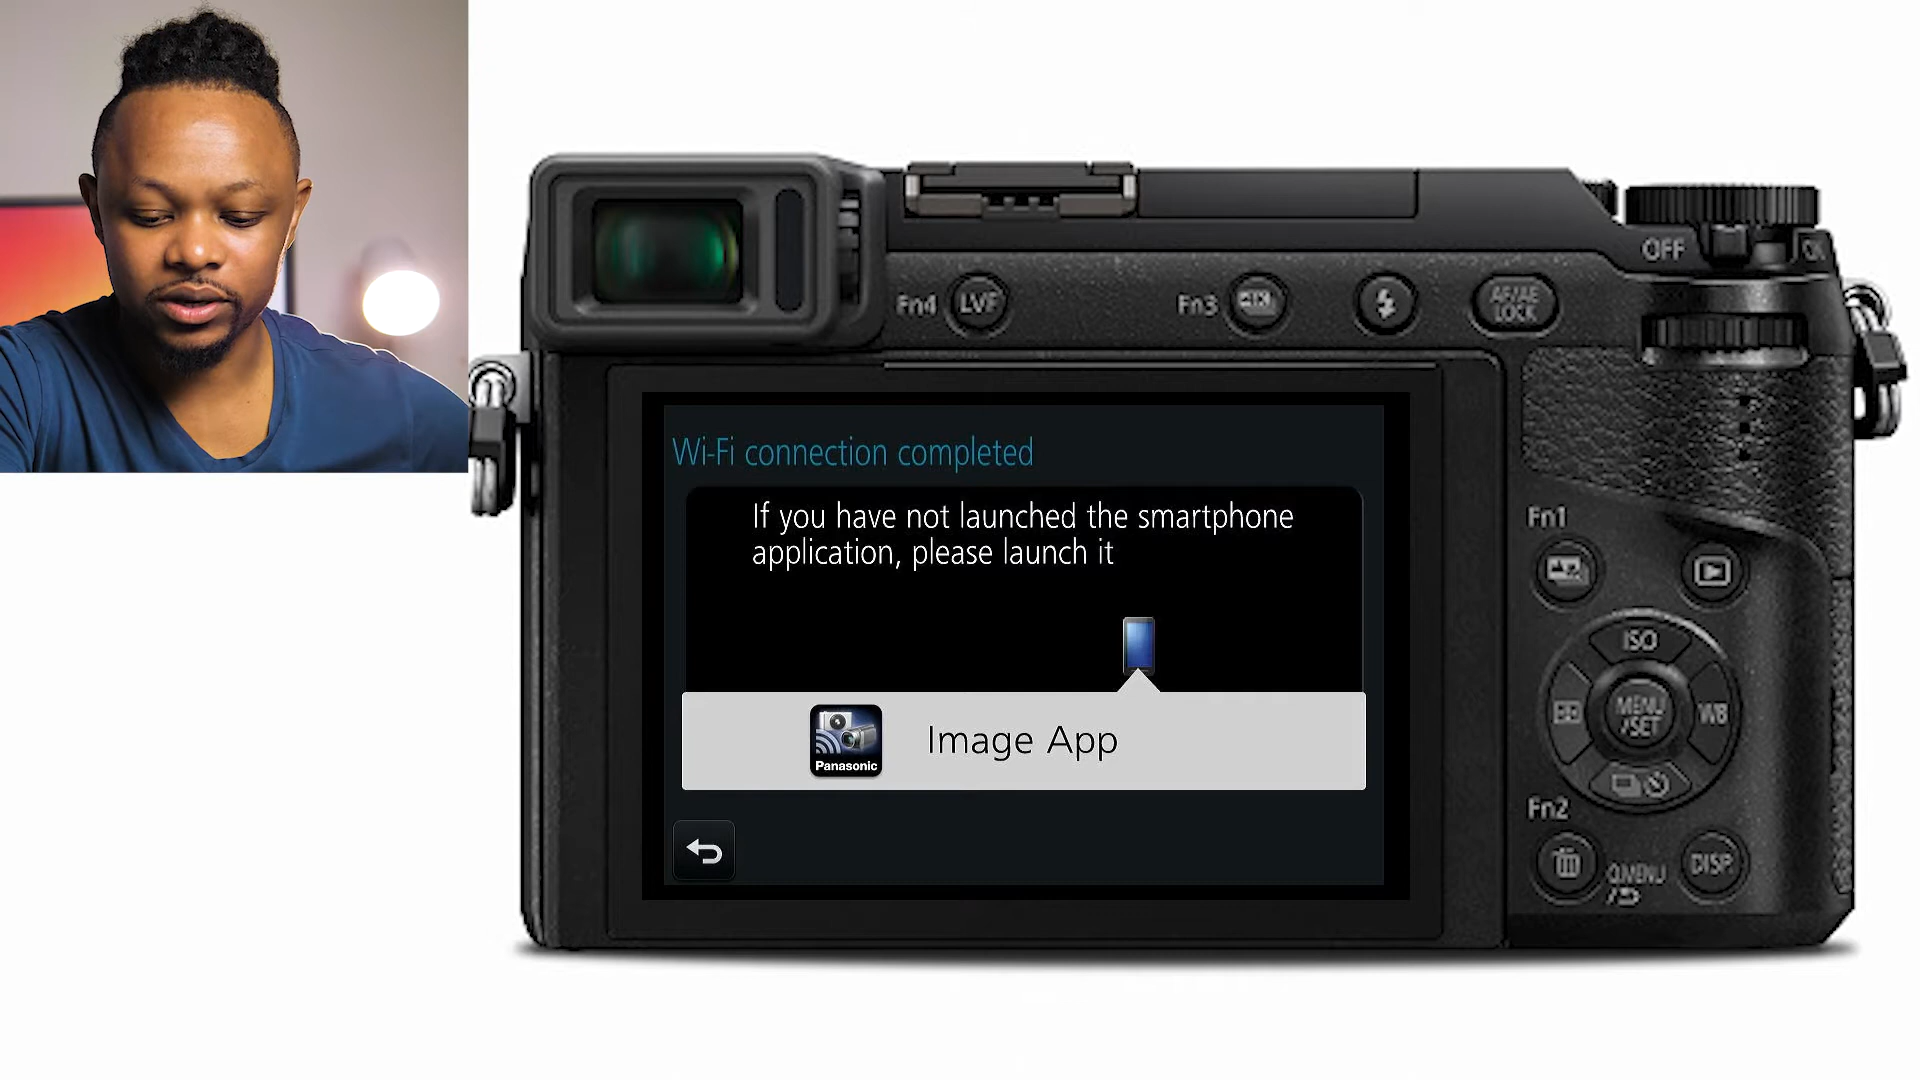 OFF
ON
Fn4
LVF
Fn3
AF/AE
LOCK
Wi-Fi connection completed
If you have not launched the smartphone
application, please launch it
Panasonic
Image App
Fn1
ISO
MENU
/SET
WB
Fn2
Q.MENU
DISP.